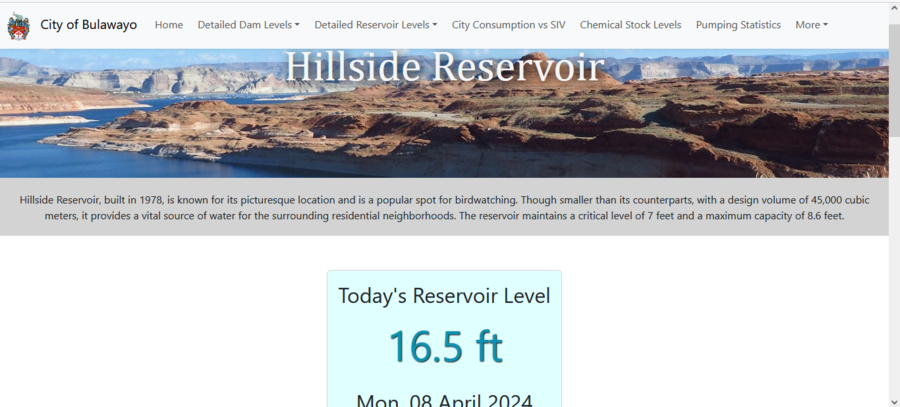 City of Bulawayo Home Detailed Dam Levels Detailed Reservoir Levels City Consumption vs SIV Chemical Stock Levels Pumping Statistics More
Hillside Reservoir
Hillside Reservoir, built in 1978, is known for its picturesque location and is a popular spot for birdwatching. Though smaller than its counterparts, with a design volume of 45,000 cubic
meters, it provides a vital source of water for the surrounding residential neighborhoods. The reservoir maintains a critical level of 7 feet and a maximum capacity of 8.6 feet.
Today's Reservoir Level
16.5 ft
Mon, 08 April 2024